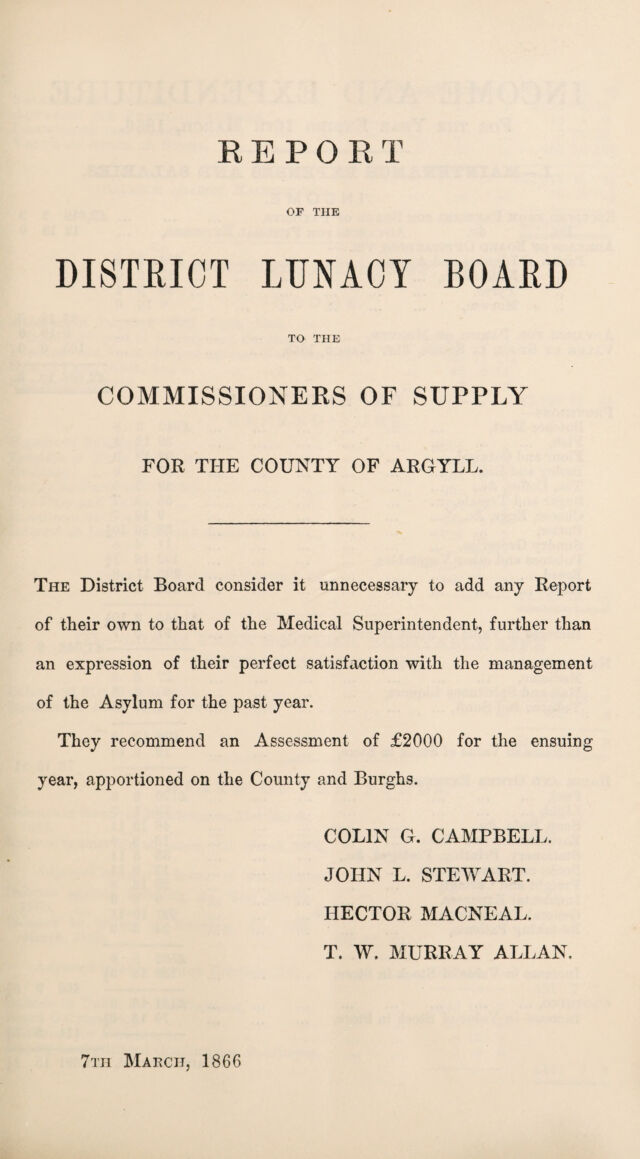 REPORT
OF THE
DISTRICT LUNACY BOARD
TO THE
COMMISSIONERS OF SUPPLY
FOR THE COUNTY OF ARGYLL.
THE District Board consider it unnecessary to add any Report
of their own to that of the Medical Superintendent, further than
an expression of their perfect satisfaction with the management
of the Asylum for the past year.
They recommend an Assessment of £2000 for the ensuing
year, apportioned on the County and Burghs.
COLIN G. CAMPBELL.
JOHN L. STEWART.
HECTOR MACNEAL.
T. W. MURRAY ALLAN.
7TH MARCH, 1866